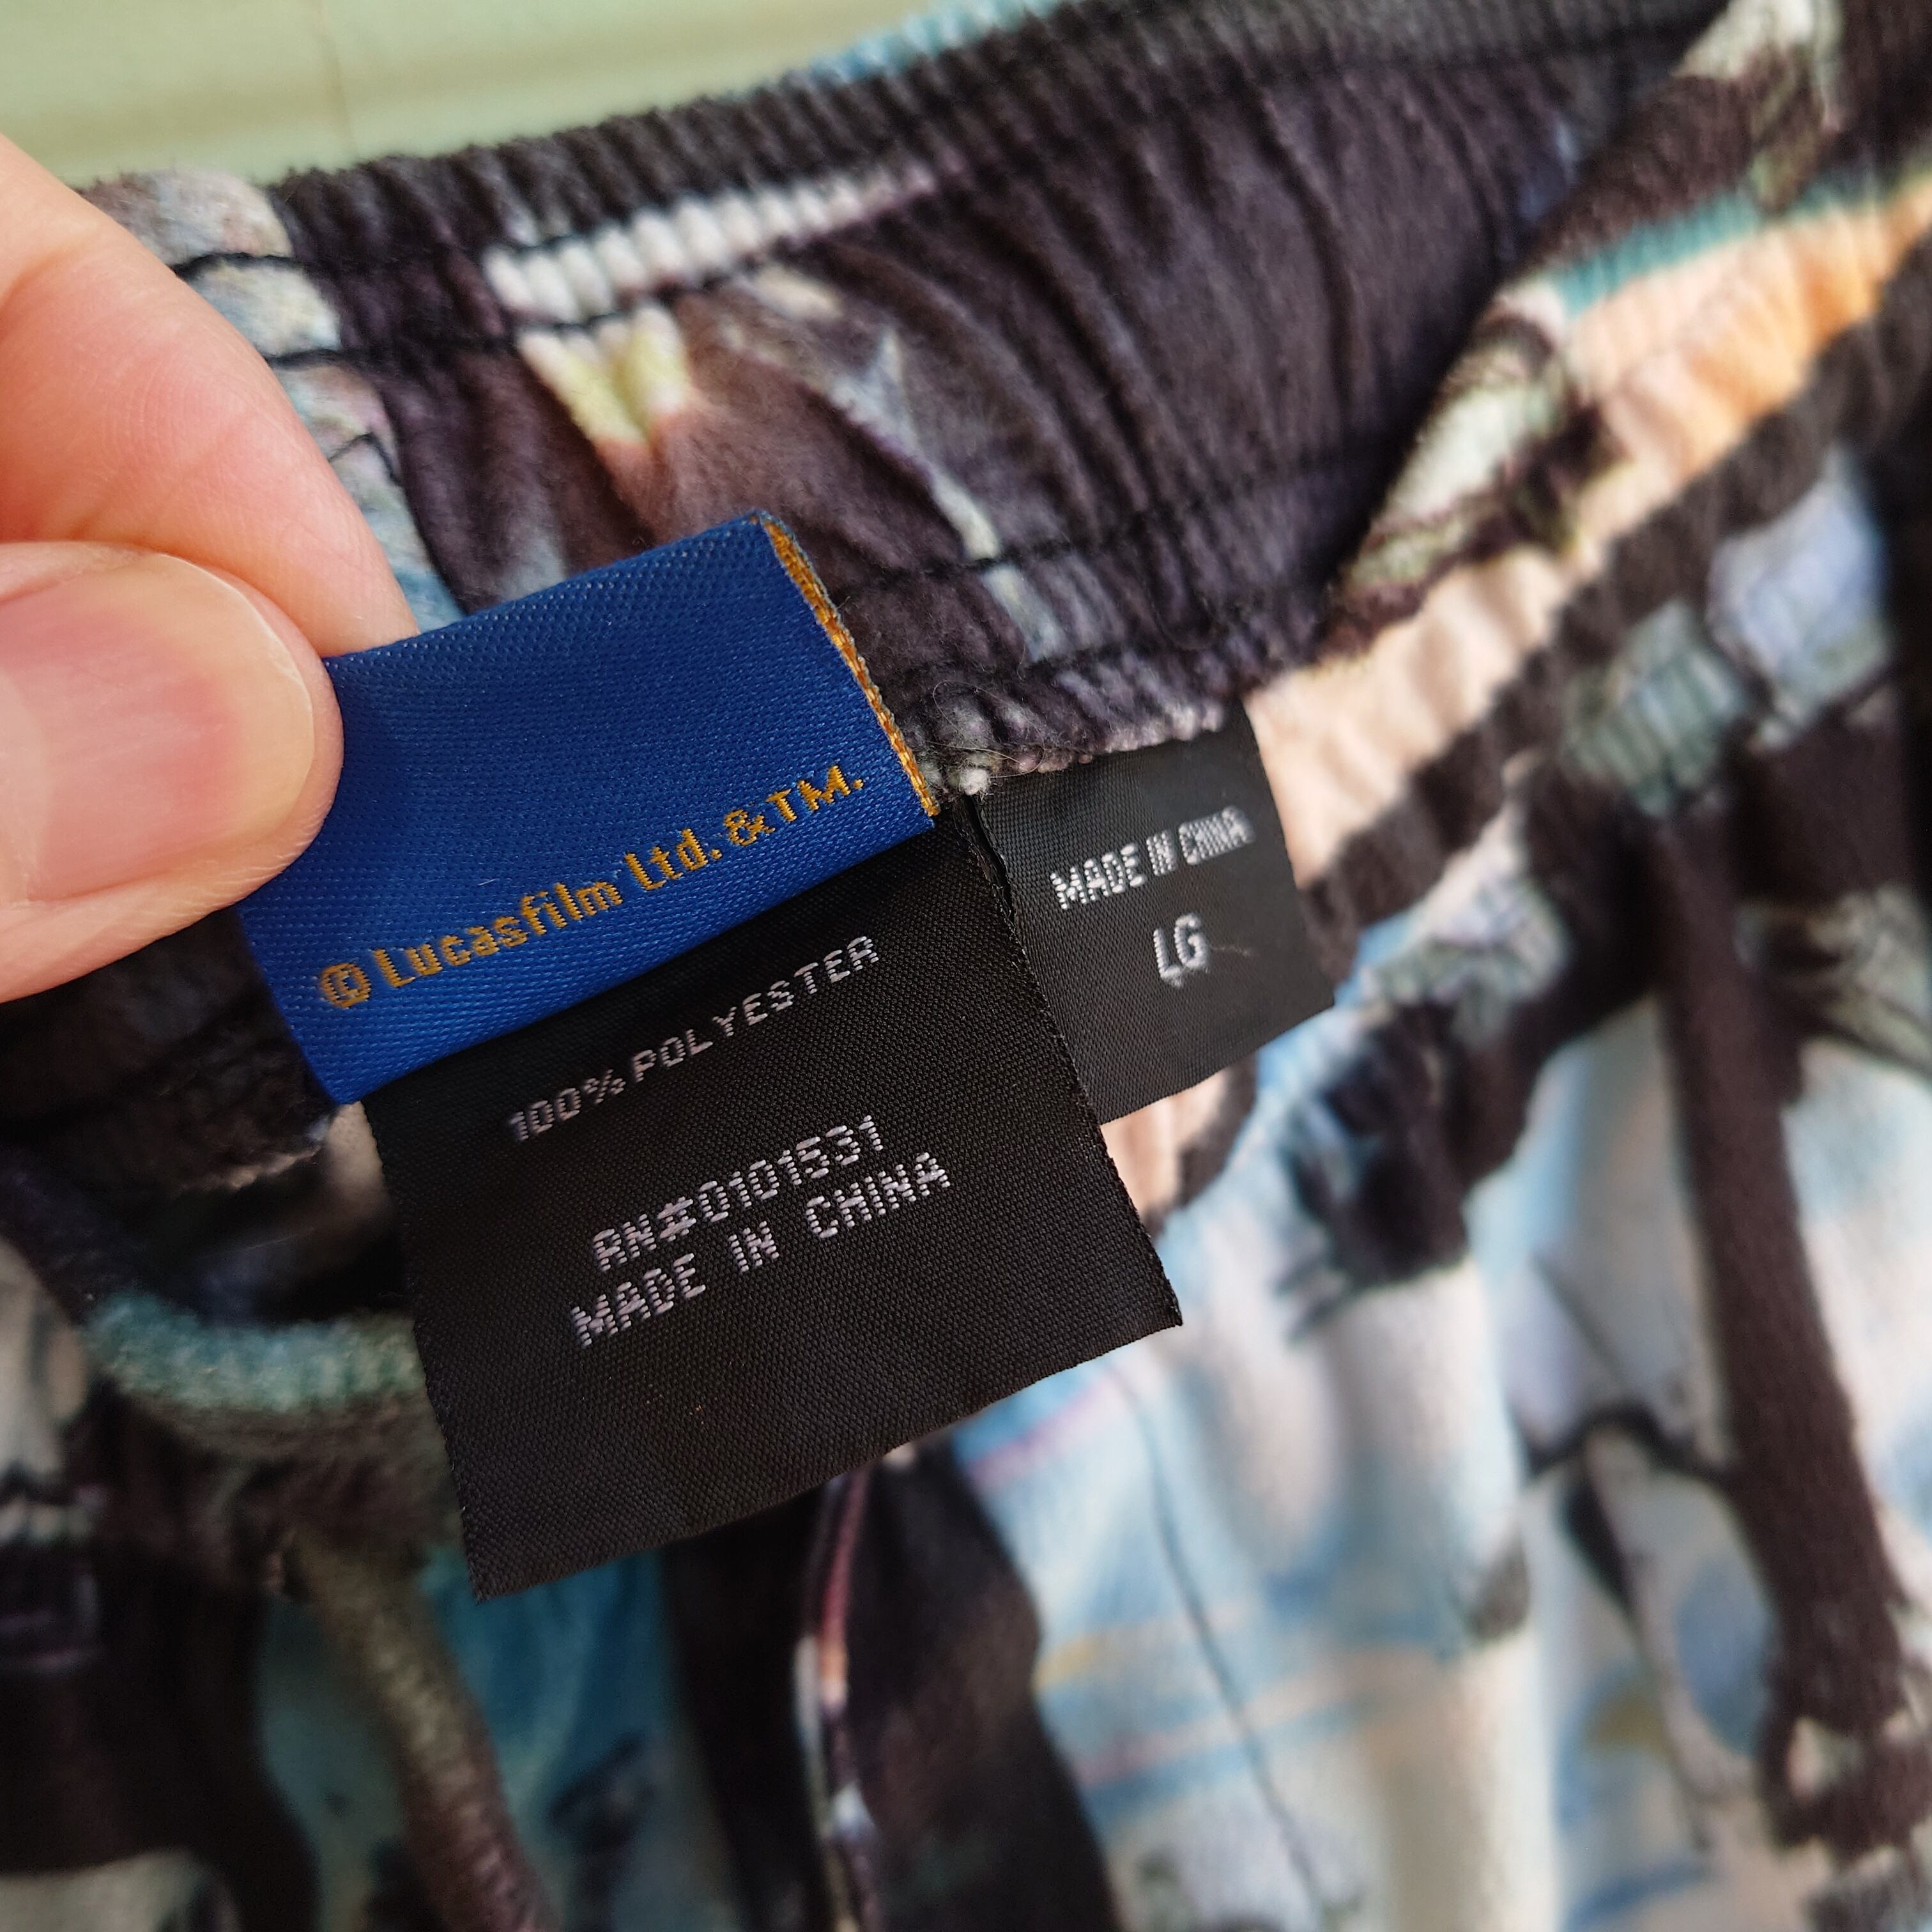 © Lucasfilm Ltd. & TM.
100% POLYESTER
RN#0101531
MADE IN CHINA
MADE IN CHINA
LG